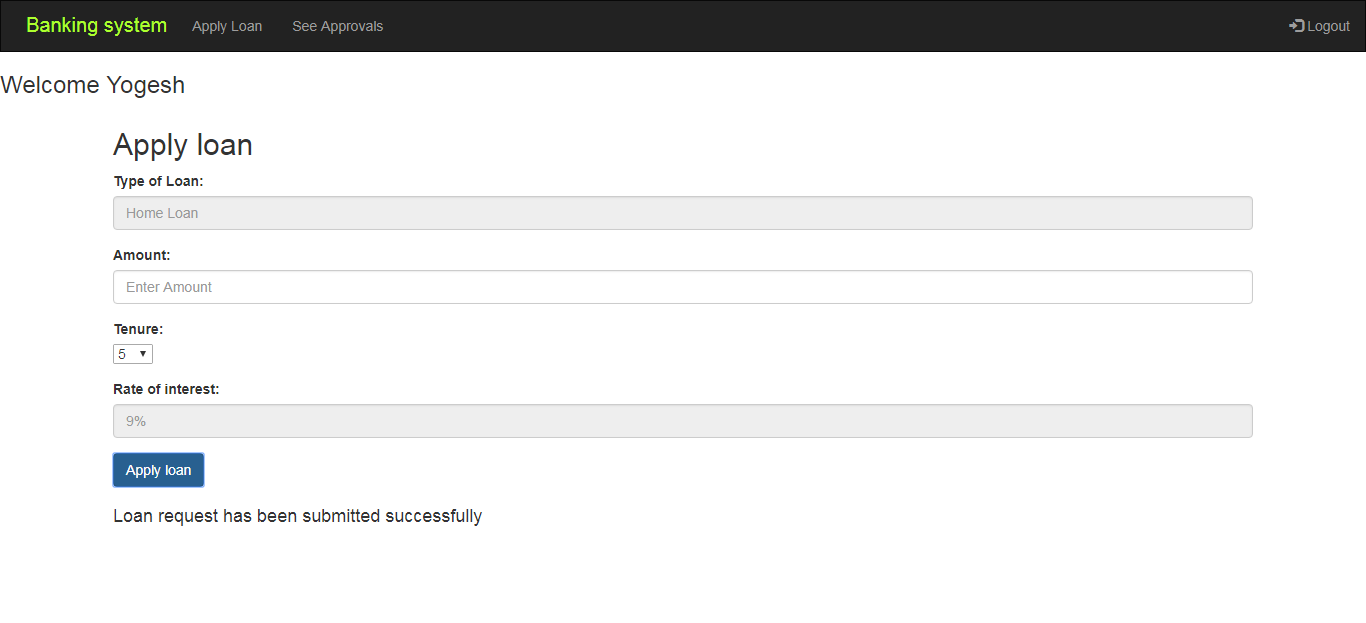 Banking system Apply Loan See Approvals Logout
Welcome Yogesh
Apply loan
Type of Loan:
Home Loan
Amount:
Enter Amount
Tenure:
5
Rate of interest:
9%
Apply loan
Loan request has been submitted successfully